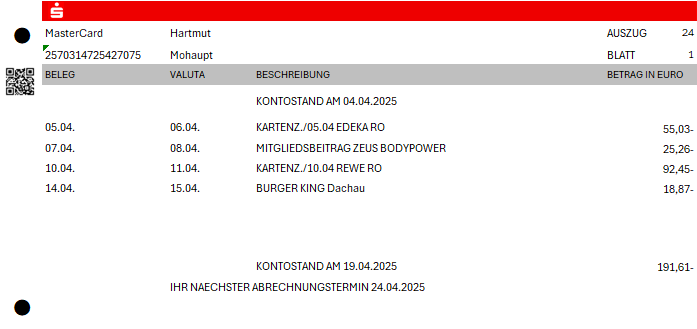 MasterCard Hartmut AUSZUG 24
2570314725427075 Mohaupt BLATT 1
BELEG VALUTA BESCHREIBUNG BETRAG IN EURO
KONTOSTAND AM 04.04.2025
05.04. 06.04. KARTENZ./05.04 EDEKA RO 55,03-
07.04. 08.04. MITGLIEDSBEITRAG ZEUS BODYPOWER 25,26-
10.04. 11.04. KARTENZ./10.04 REWE RO 92,45-
14.04. 15.04. BURGER KING Dachau 18,87-
KONTOSTAND AM 19.04.2025 191,61-
IHR NAECHSTER ABRECHNUNGSTERMIN 24.04.2025